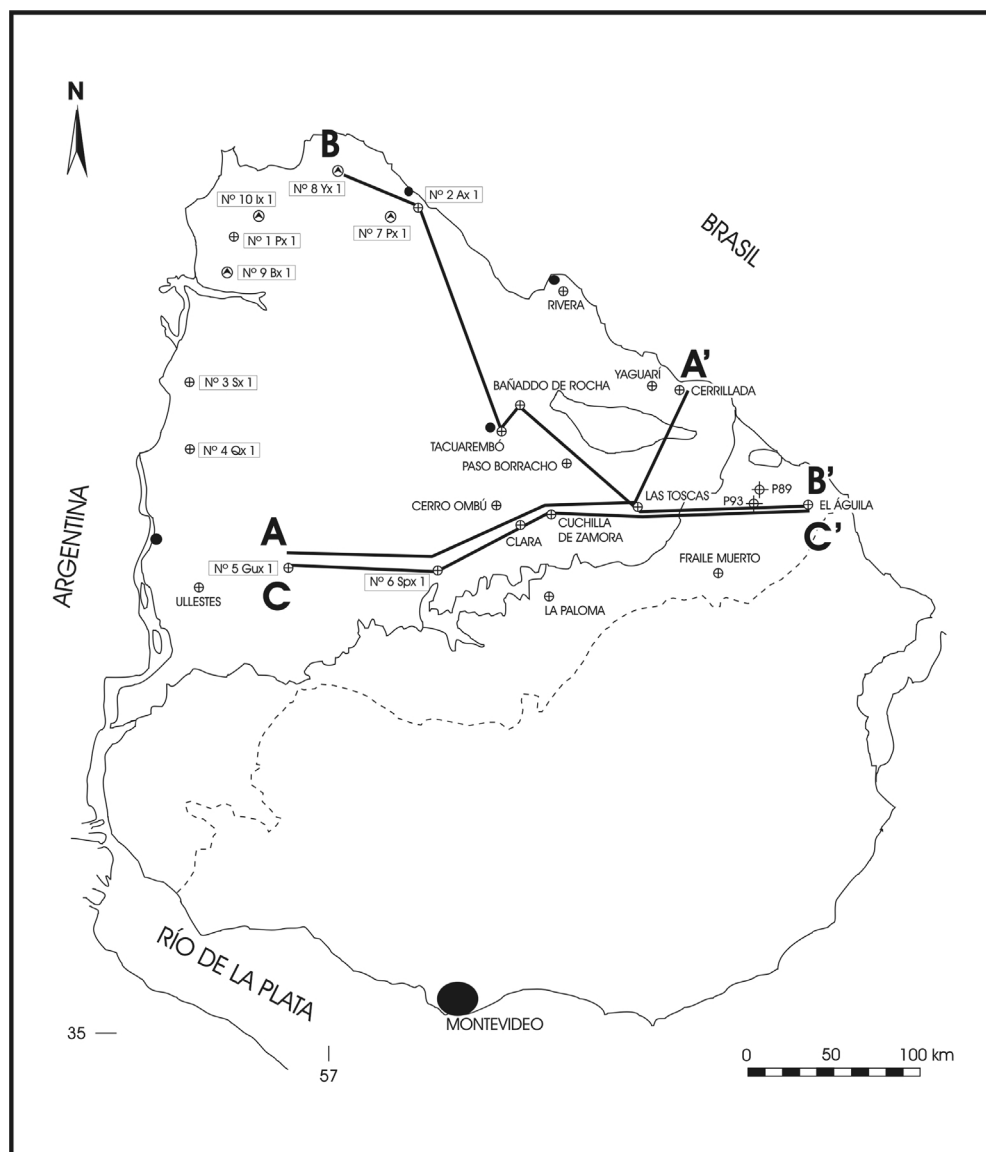 N
B
Nº 8 Yx 1
Nº 2 Ax 1
Nº 10 Ix 1
Nº 7 Px 1
Nº 1 Px 1
BRASIL
Nº 9 Bx 1
RIVERA
YAGUARÍ
A'
Nº 3 Sx 1
BAÑADDO DE ROCHA
CERRILLADA
TACUAREMBÓ
Nº 4 Qx 1
PASO BORRACHO
P89
B'
LAS TOSCAS
P93
CERRO OMBÚ
EL ÁGUILA
ARGENTINA
A
CUCHILLA
DE ZAMORA
C'
CLARA
FRAILE MUERTO
Nº 5 Gux 1
Nº 6 Spx 1
C
ULLESTES
LA PALOMA
RÍO DE LA PLATA
MONTEVIDEO
35
57
0 50 100 km